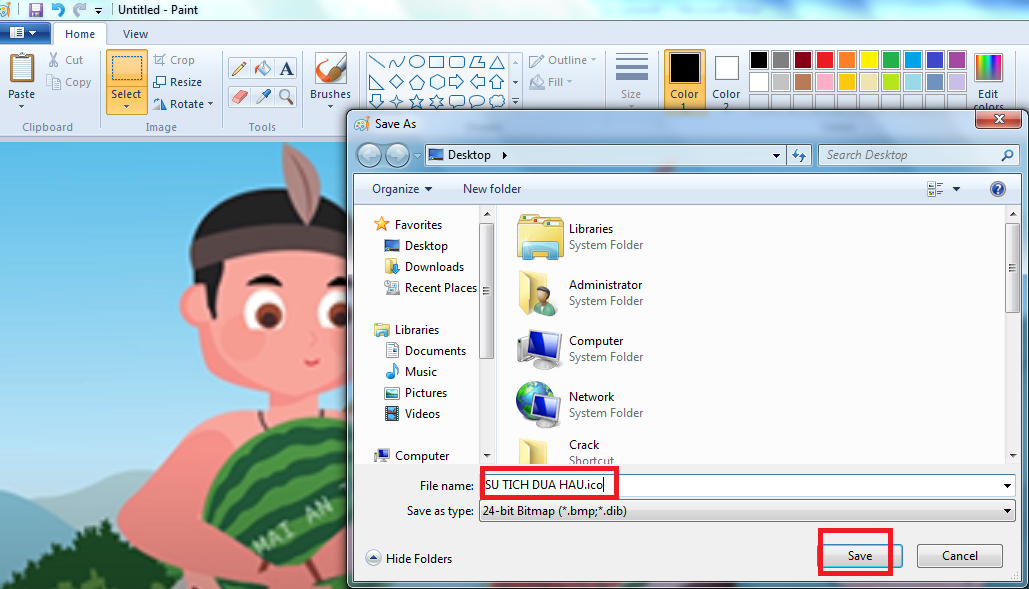 Untitled - Paint
Home
View
Paste
Cut
Copy
Clipboard
Select
Crop
Resize
Rotate
Image
A
Tools
Brushes
Outline
Fill
Size
Color
1
Color
2
Edit
colors
Save As
Desktop
Search Desktop
Organize
New folder
Favorites
Desktop
Downloads
Recent Places
Libraries
Documents
Music
Pictures
Videos
Computer
Libraries
System Folder
Administrator
System Folder
Computer
System Folder
Network
System Folder
Crack
Shortcut
File name: SU TICH DUA HAU.ico
Save as type: 24-bit Bitmap (*.bmp;*.dib)
Hide Folders
Save
Cancel
MAI AN